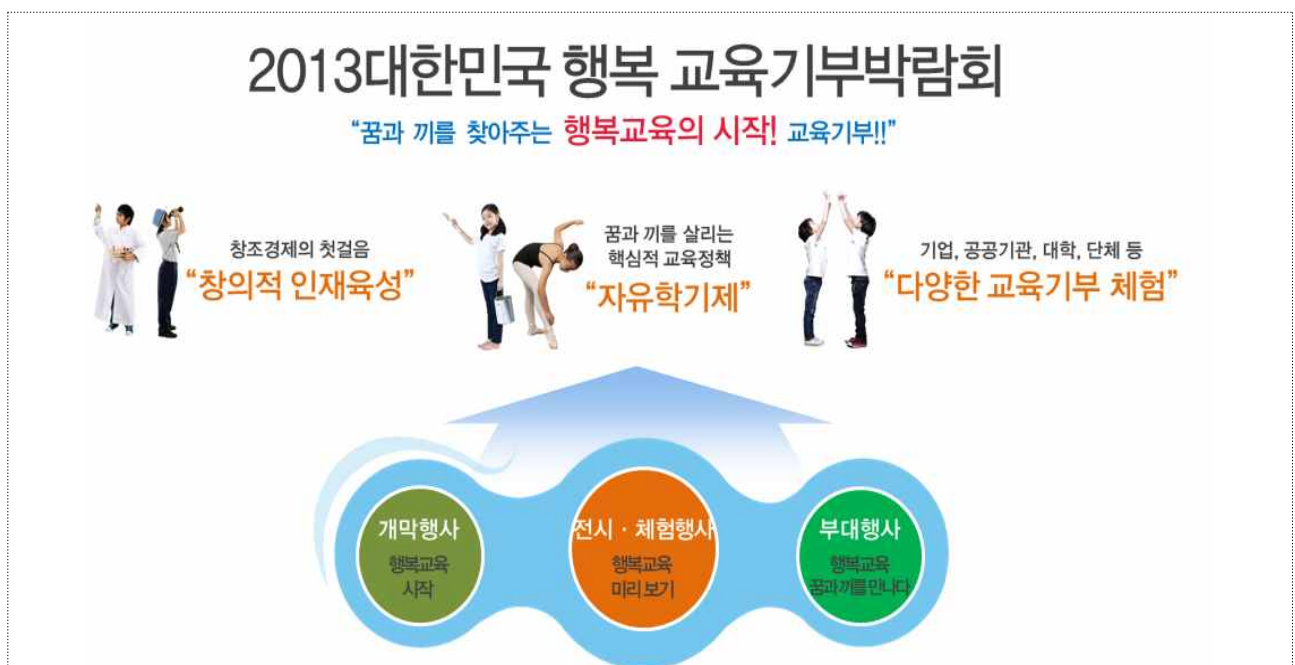 2013대한민국 행복 교육기부박람회
“꿈과 끼를 찾아주는 행복교육의 시작! 교육기부!!”
창조경제의 첫걸음
“창의적 인재육성”
꿈과 끼를 살리는
핵심적 교육정책
“자유학기제”
기업, 공공기관, 대학, 단체 등
“다양한 교육기부 체험”
개막행사
행복교육
시작
전시 · 체험행사
행복교육
미리 보기
부대행사
행복교육
꿈과 끼를 만나다